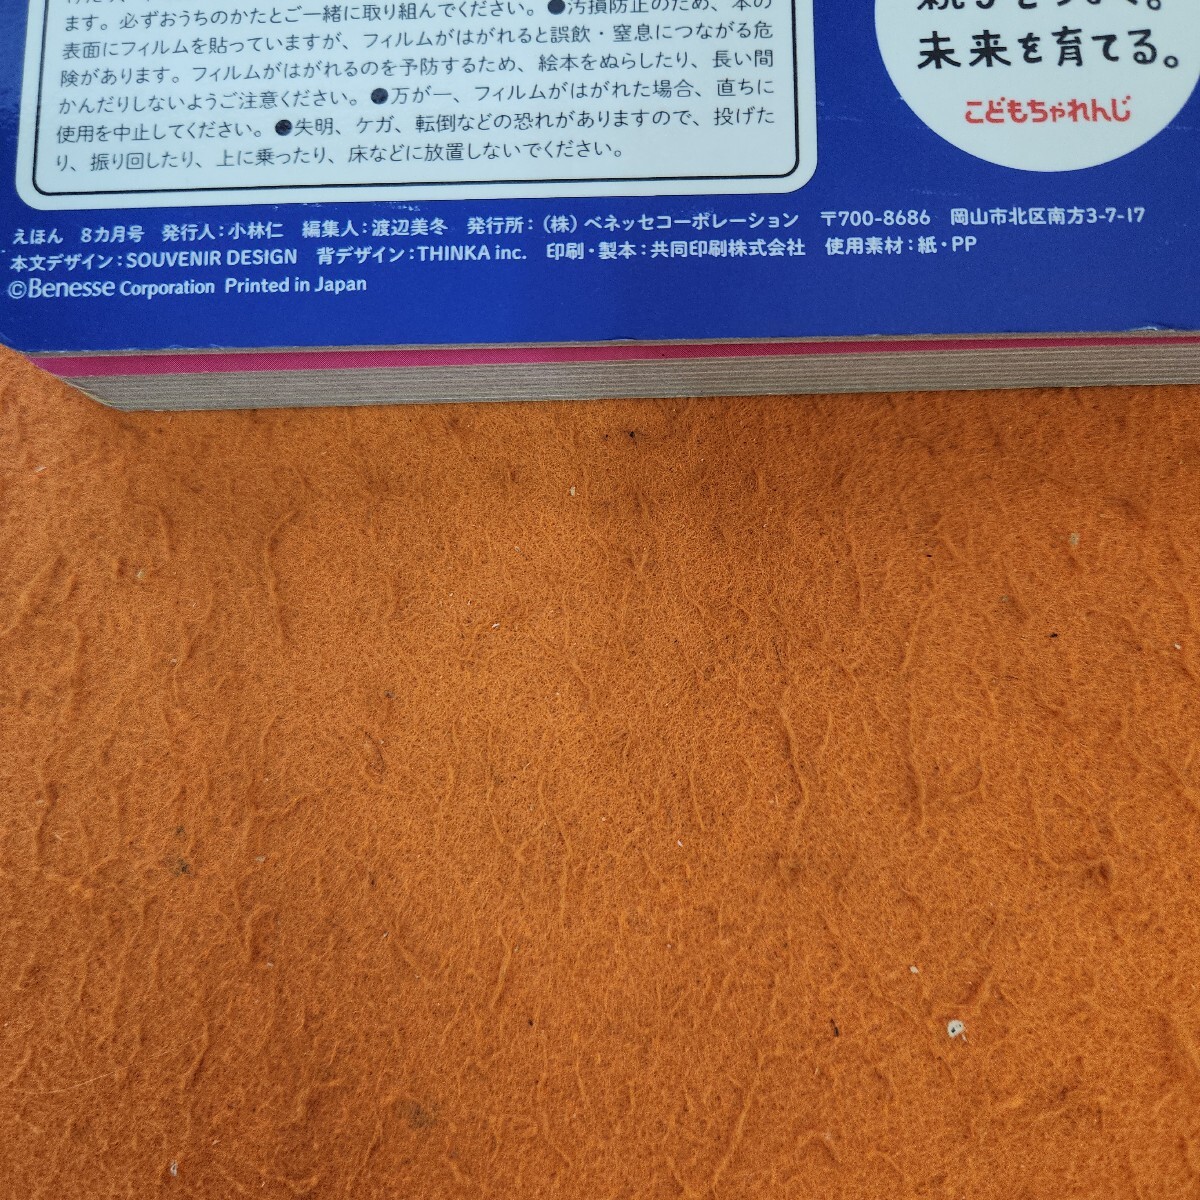 ます。必ずおうちのかたとご一緒に取り組んでください。●汚損防止のため、本の
表面にフィルムを貼っていますが、フィルムがはがれると誤飲・窒息につながる危
険があります。フィルムがはがれるのを予防するため、絵本をぬらしたり、長い間
かんだりしないようご注意ください。●万が一、フィルムがはがれた場合、直ちに
使用を中止してください。●失明、ケガ、転倒などの恐れがありますので、投げた
り、振り回したり、上に乗ったり、床などに放置しないでください。
未来を育てる。
こどもちゃれんじ
えほん 8カ月号 発行人：小林仁 編集人：渡辺美冬 発行所：（株）ベネッセコーポレーション 〒700-8686 岡山市北区南方3-7-17
本文デザイン：SOUVENIR DESIGN 背デザイン：THINKA inc. 印刷・製本：共同印刷株式会社 使用素材：紙・PP
©Benesse Corporation Printed in Japan